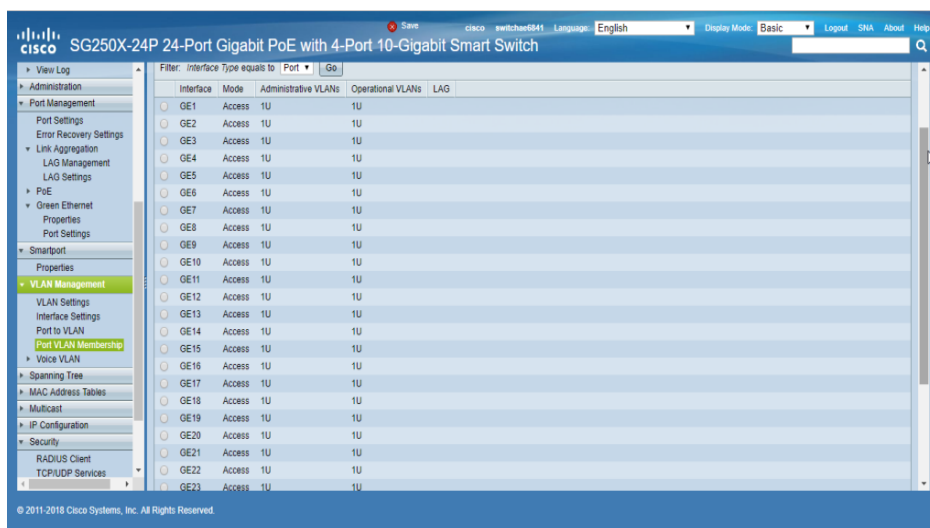 Save cisco switchae6841 Language: English Display Mode: Basic Logout SNA About Help
cisco SG250X-24P 24-Port Gigabit PoE with 4-Port 10-Gigabit Smart Switch
View Log
Administration
Port Management
Port Settings
Error Recovery Settings
Link Aggregation
LAG Management
LAG Settings
PoE
Green Ethernet
Properties
Port Settings
Smartport
Properties
VLAN Management
VLAN Settings
Interface Settings
Port to VLAN
Port VLAN Membership
Voice VLAN
Spanning Tree
MAC Address Tables
Multicast
IP Configuration
Security
RADIUS Client
TCP/UDP Services
Filter: Interface Type equals to Port Go
Interface Mode Administrative VLANs Operational VLANs LAG
GE1 Access 1U 1U
GE2 Access 1U 1U
GE3 Access 1U 1U
GE4 Access 1U 1U
GE5 Access 1U 1U
GE6 Access 1U 1U
GE7 Access 1U 1U
GE8 Access 1U 1U
GE9 Access 1U 1U
GE10 Access 1U 1U
GE11 Access 1U 1U
GE12 Access 1U 1U
GE13 Access 1U 1U
GE14 Access 1U 1U
GE15 Access 1U 1U
GE16 Access 1U 1U
GE17 Access 1U 1U
GE18 Access 1U 1U
GE19 Access 1U 1U
GE20 Access 1U 1U
GE21 Access 1U 1U
GE22 Access 1U 1U
GE23 Access 1U 1U
© 2011-2018 Cisco Systems, Inc. All Rights Reserved.